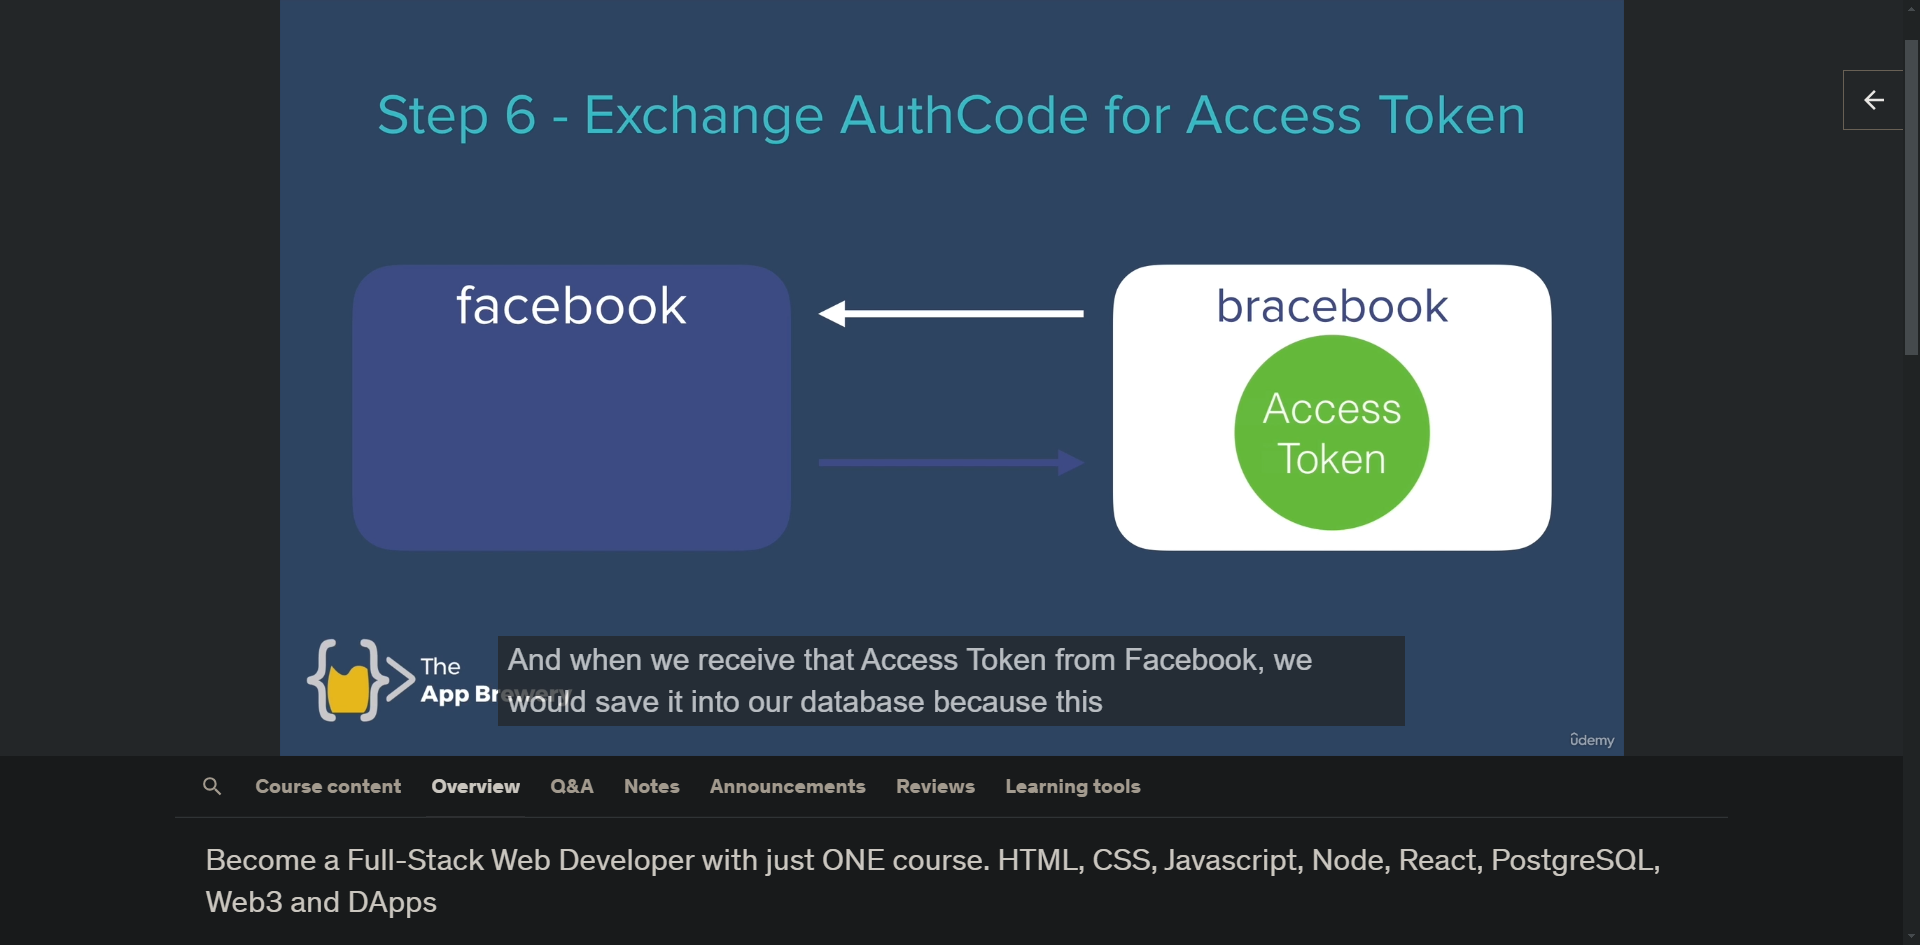 Step 6 - Exchange AuthCode for Access Token
facebook
bracebook
Access
Token
The
App Brewery
And when we receive that Access Token from Facebook, we
would save it into our database because this
ûdemy
Course content
Overview
Q&A
Notes
Announcements
Reviews
Learning tools
Become a Full-Stack Web Developer with just ONE course. HTML, CSS, Javascript, Node, React, PostgreSQL,
Web3 and DApps